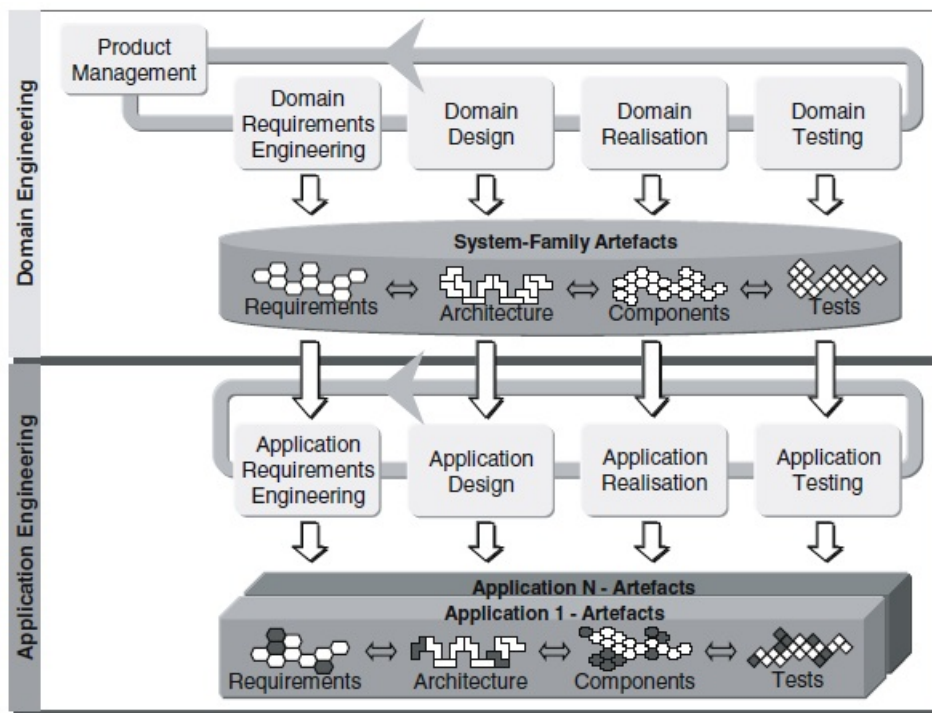 Domain Engineering
Product
Management
Domain
Requirements
Engineering
Domain
Design
Domain
Realisation
Domain
Testing
System-Family Artefacts
Requirements
Architecture
Components
Tests
Application Engineering
Application
Requirements
Engineering
Application
Design
Application
Realisation
Application
Testing
Application N - Artefacts
Application 1 - Artefacts
Requirements
Architecture
Components
Tests